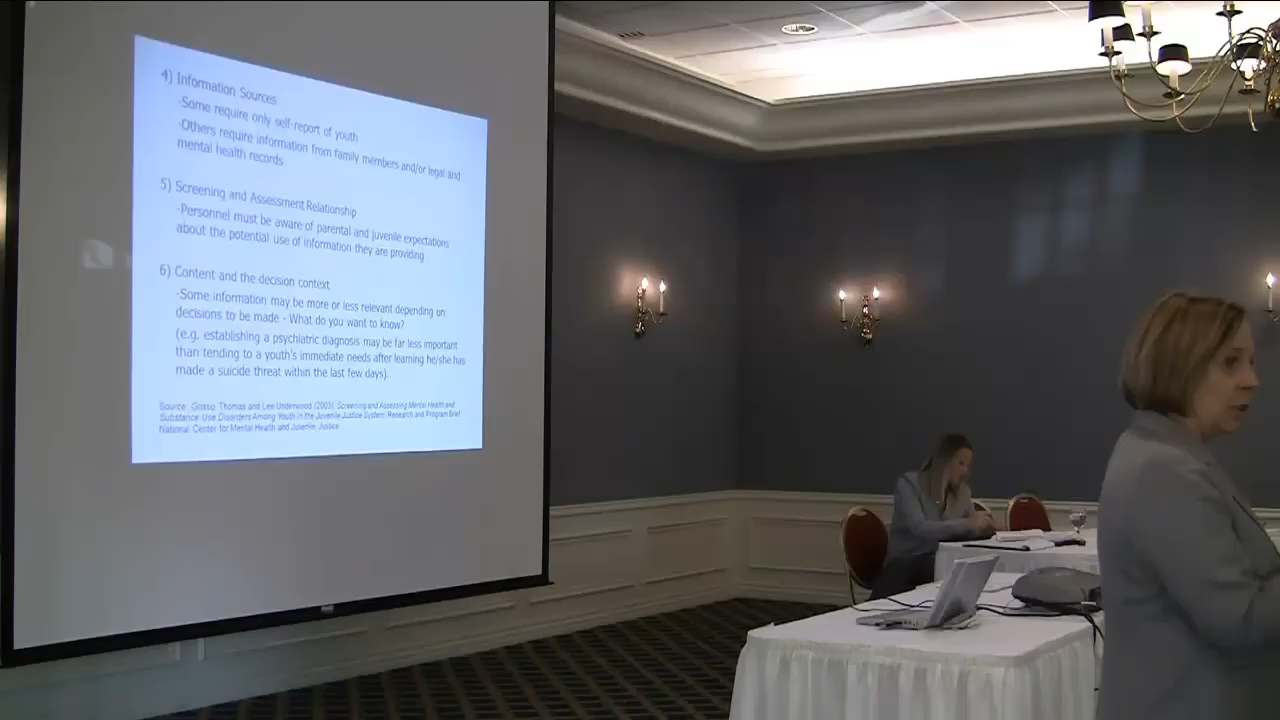 4) Information Sources
-Some require only self-report of youth
-Others require information from family members and/or legal and
mental health records
5) Screening and Assessment Relationship
-Personnel must be aware of parental and juvenile expectations
about the potential use of information they are providing
6) Content and the decision context
-Some information may be more or less relevant depending on
decisions to be made - What do you want to know?
(e.g. establishing a psychiatric diagnosis may be far less important
than tending to a youth's immediate needs after learning he/she has
made a suicide threat within the last few days).
Source: Grisso, Thomas and Lee Underwood (2003). Screening and Assessing Mental Health and
Substance Use Disorders Among Youth in the Juvenile Justice System. Research and Program Brief.
National Center for Mental Health and Juvenile Justice.